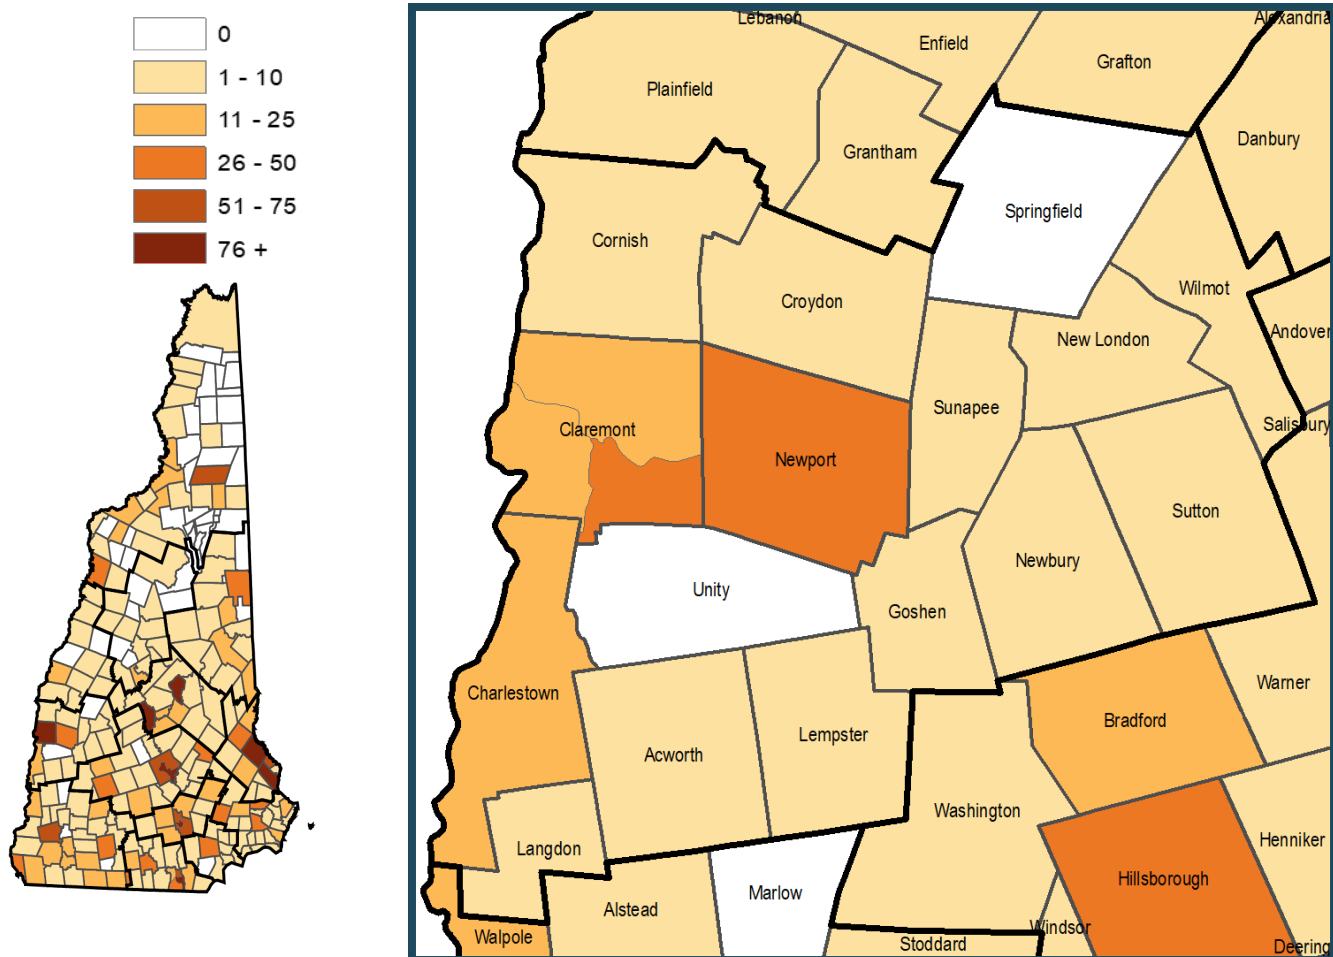 0
1 - 10
11 - 25
26 - 50
51 - 75
76 +
Lebanon
Alexandria
Enfield
Grafton
Plainfield
Danbury
Grantham
Springfield
Cornish
Wilmot
Croydon
Andover
New London
Sunapee
Salisbury
Claremont
Newport
Sutton
Newbury
Unity
Goshen
Warner
Charlestown
Bradford
Lempster
Acworth
Washington
Henniker
Langdon
Hillsborough
Marlow
Alstead
Windsor
Walpole
Stoddard
Deering